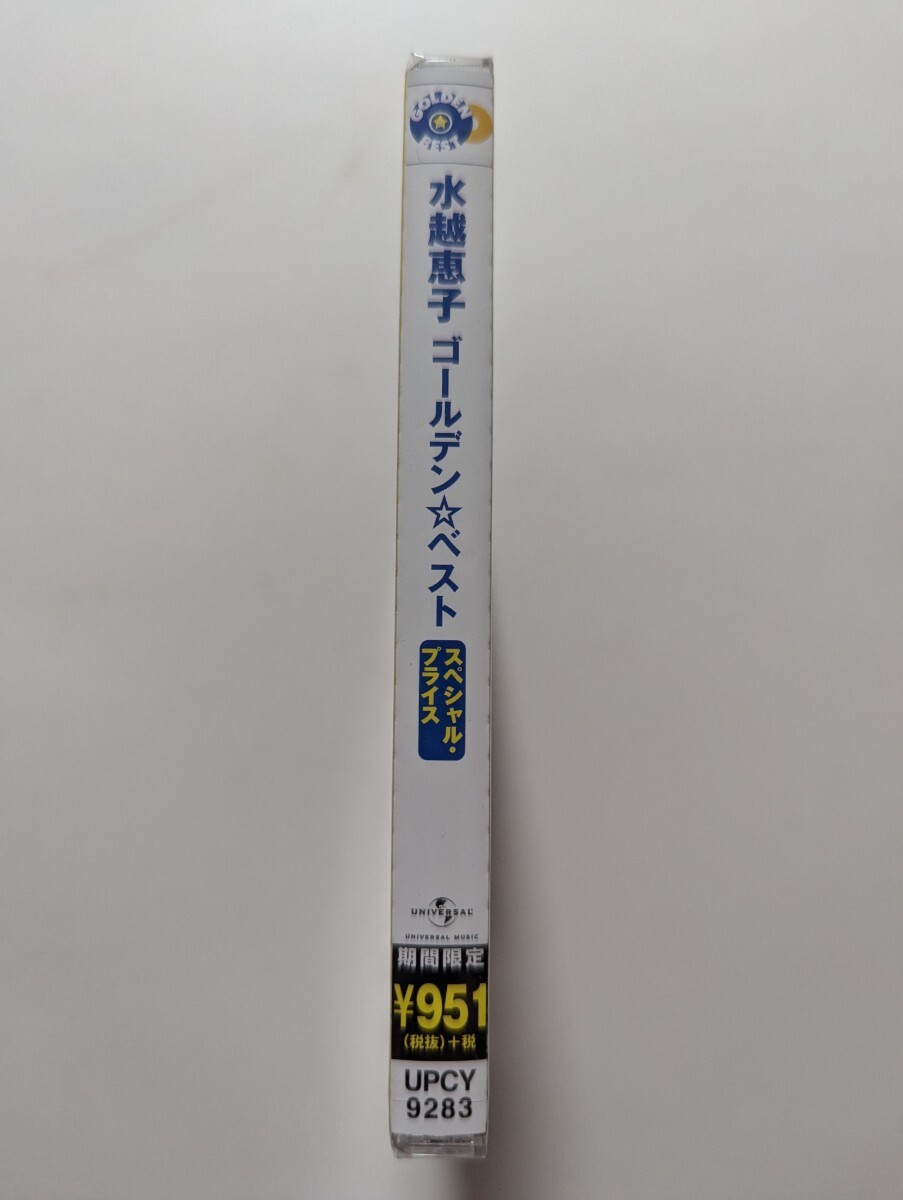 GOLDEN
BEST
水越恵子 ゴールデン☆ベスト
スペシャル・
プライス
UNIVERSAL
UNIVERSAL MUSIC
期間限定
¥951
(税抜)+税
UPCY
9283